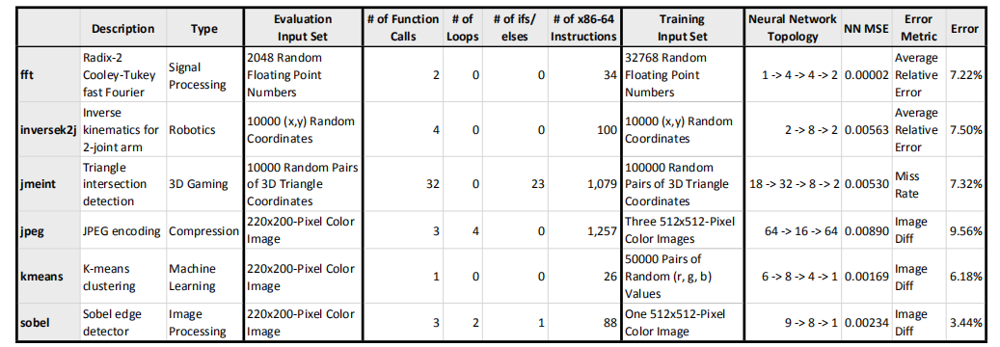 Description Type Evaluation Input Set # of Function Calls # of Loops # of ifs/elses # of x86-64 Instructions Training Input Set Neural Network Topology NN MSE Error Metric Error
fft Radix-2 Cooley-Tukey fast Fourier Signal Processing 2048 Random Floating Point Numbers 2 0 0 34 32768 Random Floating Point Numbers 1 -> 4 -> 4 -> 2 0.00002 Average Relative Error 7.22%
inversek2j Inverse kinematics for 2-joint arm Robotics 10000 (x,y) Random Coordinates 4 0 0 100 10000 (x,y) Random Coordinates 2 -> 8 -> 2 0.00563 Average Relative Error 7.50%
jmeint Triangle intersection detection 3D Gaming 10000 Random Pairs of 3D Triangle Coordinates 32 0 23 1,079 100000 Random Pairs of 3D Triangle Coordinates 18 -> 32 -> 8 -> 2 0.00530 Miss Rate 7.32%
jpeg JPEG encoding Compression 220x200-Pixel Color Image 3 4 0 1,257 Three 512x512-Pixel Color Images 64 -> 16 -> 64 0.00890 Image Diff 9.56%
kmeans K-means clustering Machine Learning 220x200-Pixel Color Image 1 0 0 26 50000 Pairs of Random (r, g, b) Values 6 -> 8 -> 4 -> 1 0.00169 Image Diff 6.18%
sobel Sobel edge detector Image Processing 220x200-Pixel Color Image 3 2 1 88 One 512x512-Pixel Color Image 9 -> 8 -> 1 0.00234 Image Diff 3.44%